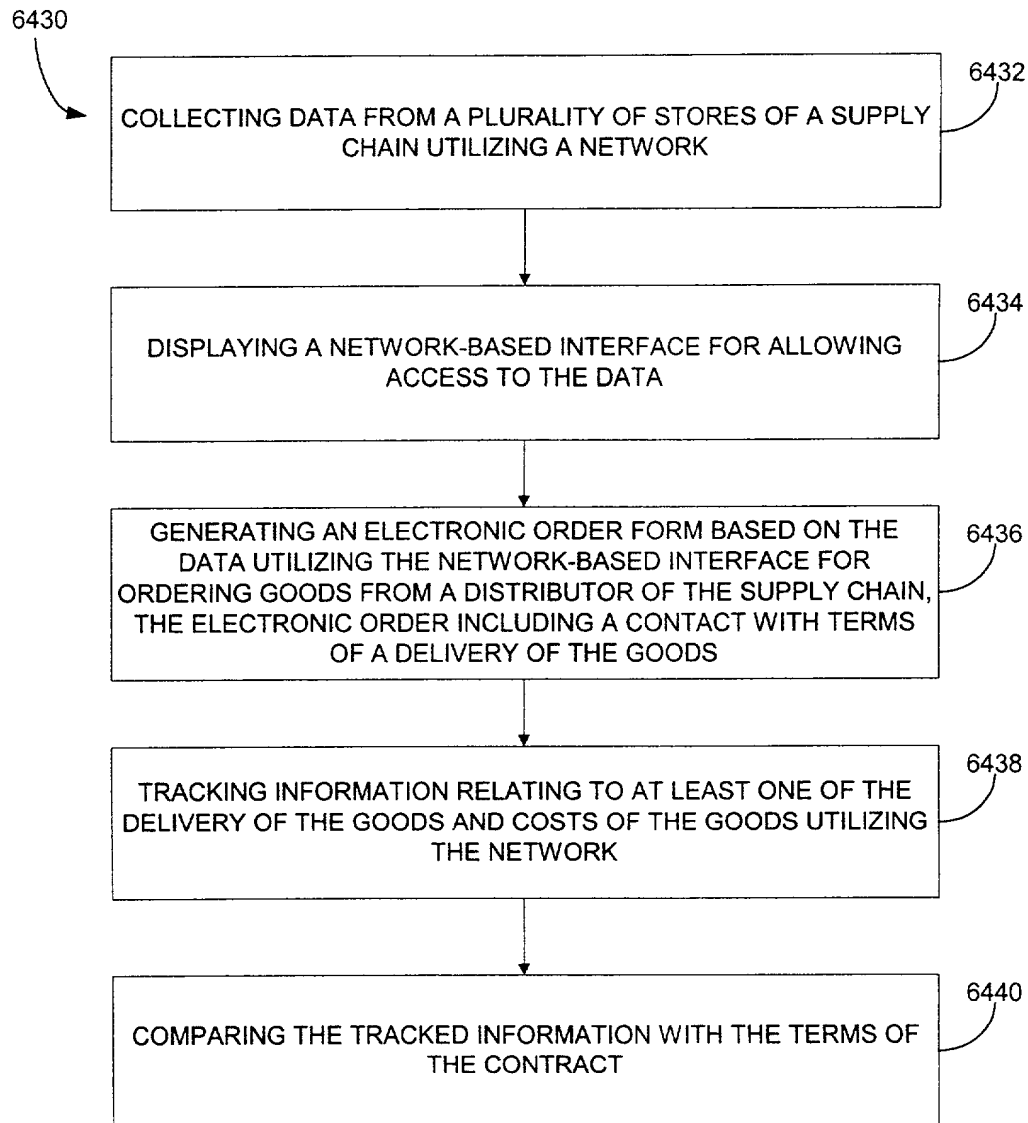 6430
6432
COLLECTING DATA FROM A PLURALITY OF STORES OF A SUPPLY
CHAIN UTILIZING A NETWORK
6434
DISPLAYING A NETWORK-BASED INTERFACE FOR ALLOWING
ACCESS TO THE DATA
6436
GENERATING AN ELECTRONIC ORDER FORM BASED ON THE
DATA UTILIZING THE NETWORK-BASED INTERFACE FOR
ORDERING GOODS FROM A DISTRIBUTOR OF THE SUPPLY CHAIN,
THE ELECTRONIC ORDER INCLUDING A CONTACT WITH TERMS
OF A DELIVERY OF THE GOODS
6438
TRACKING INFORMATION RELATING TO AT LEAST ONE OF THE
DELIVERY OF THE GOODS AND COSTS OF THE GOODS UTILIZING
THE NETWORK
6440
COMPARING THE TRACKED INFORMATION WITH THE TERMS OF
THE CONTRACT